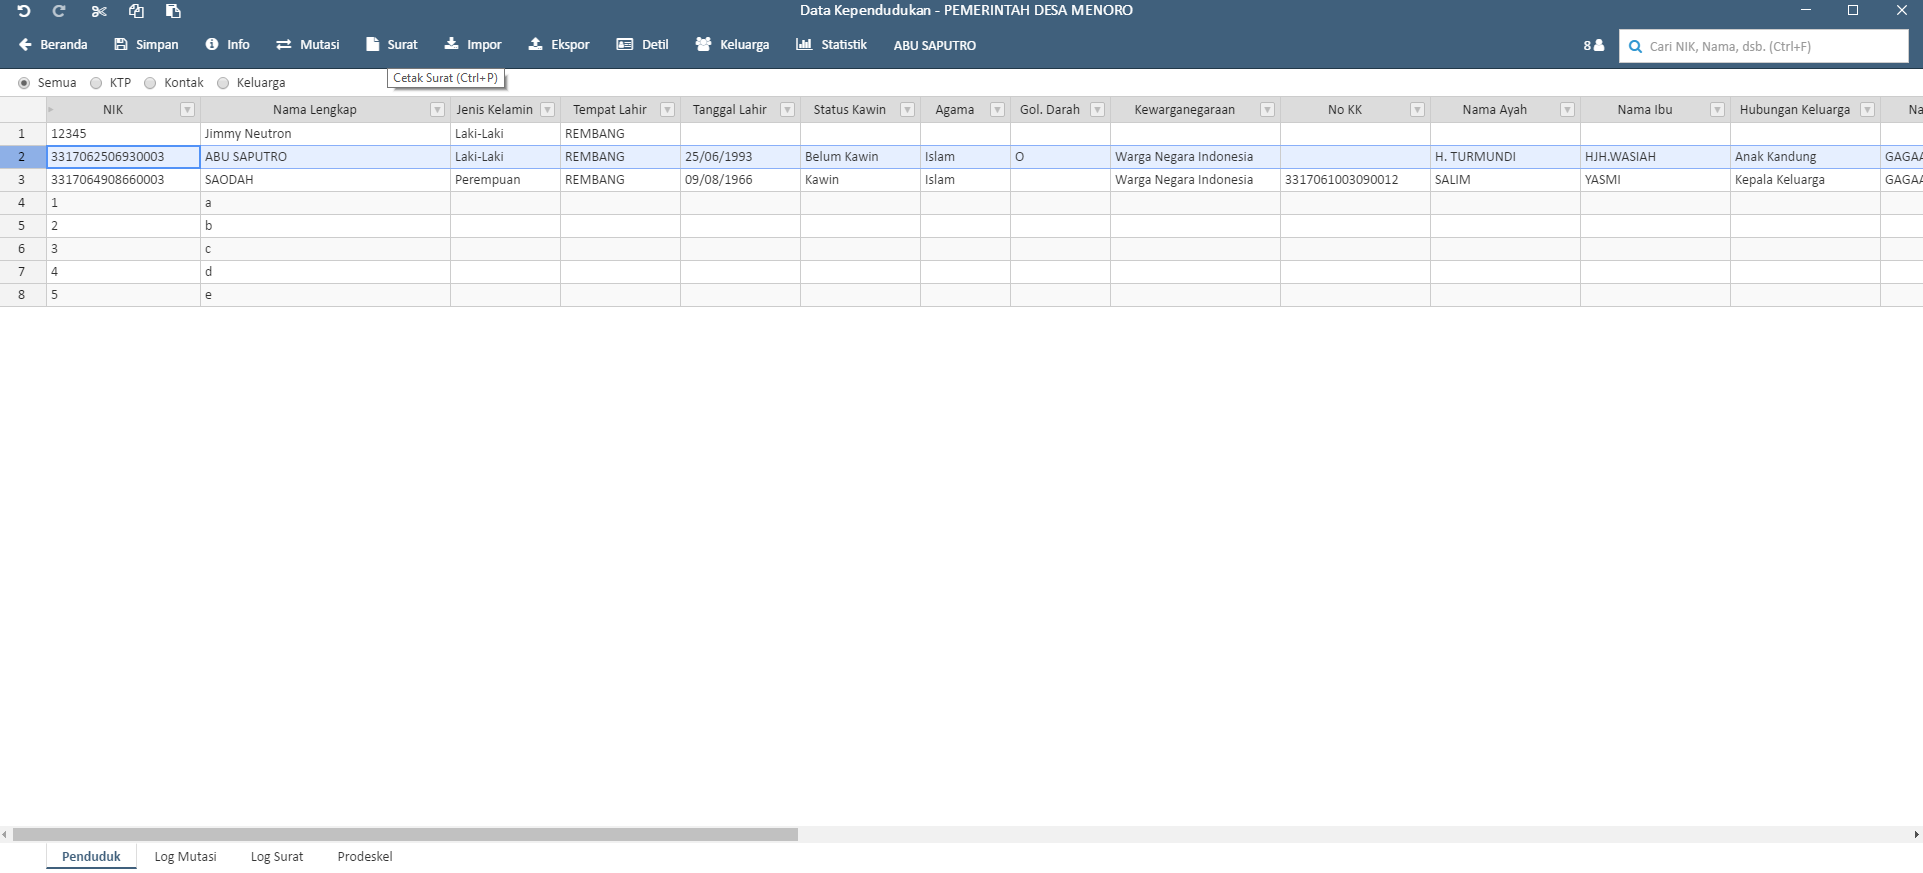 Data Kependudukan - PEMERINTAH DESA MENORO
Beranda Simpan Info Mutasi Surat Impor Ekspor Detil Keluarga Statistik ABU SAPUTRO 8 Cari NIK, Nama, dsb. (Ctrl+F)
Cetak Surat (Ctrl+P)
Semua KTP Kontak Keluarga
NIK Nama Lengkap Jenis Kelamin Tempat Lahir Tanggal Lahir Status Kawin Agama Gol. Darah Kewarganegaraan No KK Nama Ayah Nama Ibu Hubungan Keluarga Na
1 12345 Jimmy Neutron Laki-Laki REMBANG
2 3317062506930003 ABU SAPUTRO Laki-Laki REMBANG 25/06/1993 Belum Kawin Islam O Warga Negara Indonesia H. TURMUNDI HJH.WASIAH Anak Kandung GAGAA
3 3317064908660003 SAODAH Perempuan REMBANG 09/08/1966 Kawin Islam Warga Negara Indonesia 3317061003090012 SALIM YASMI Kepala Keluarga GAGAA
4 1 a
5 2 b
6 3 c
7 4 d
8 5 e
Penduduk Log Mutasi Log Surat Prodeskel